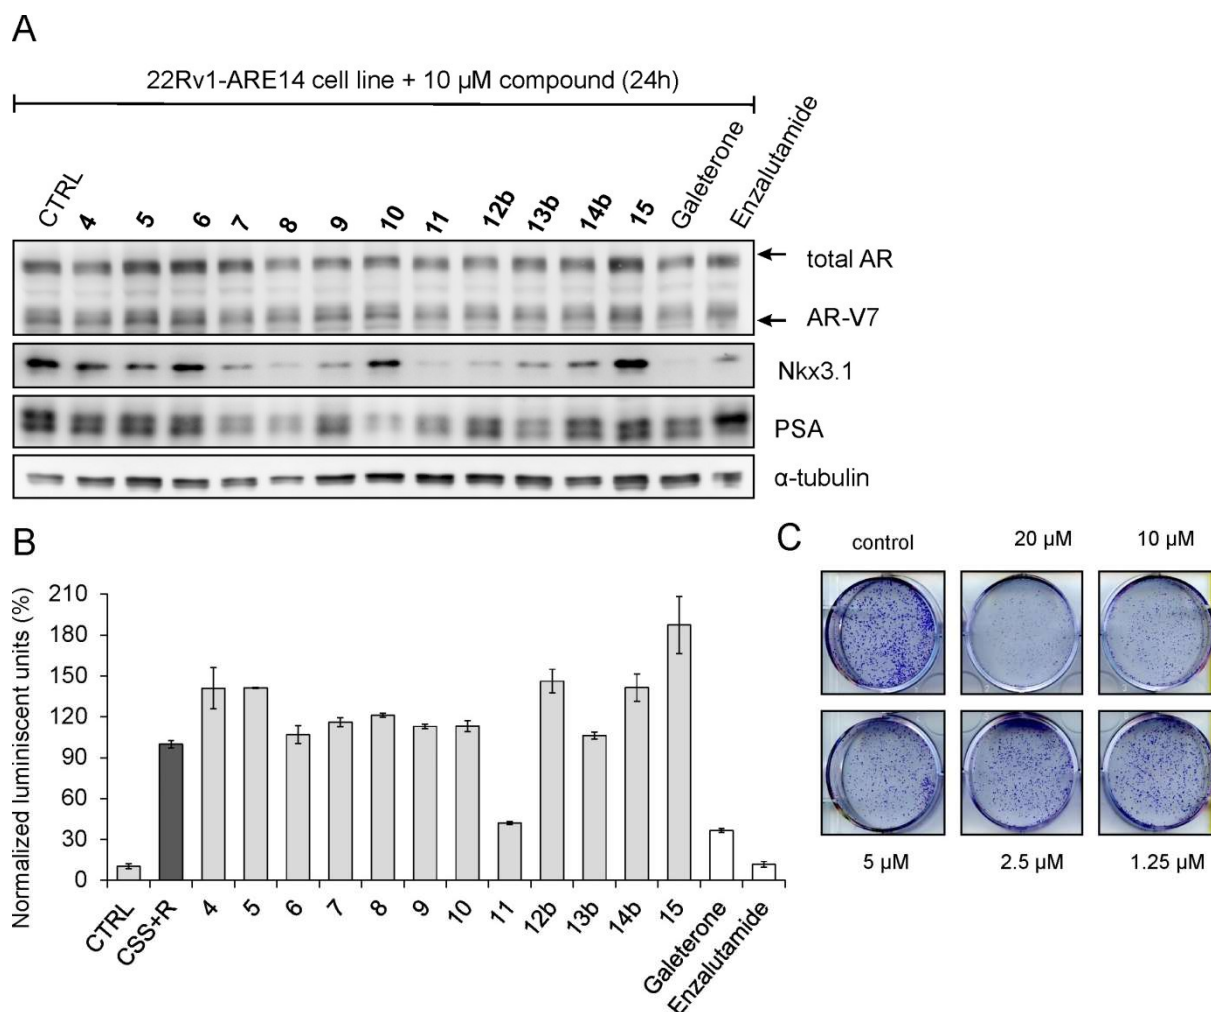 A
22Rv1-ARE14 cell line + 10 µM compound (24h)
CTRL 4 5 6 7 8 9 10 11 12b 13b 14b 15 Galeterone Enzalutamide
total AR
AR-V7
Nkx3.1
PSA
α-tubulin
B
Normalized luminiscent units (%)
210
180
150
120
90
60
30
0
CTRL CSS+R 4 5 6 7 8 9 10 11 12b 13b 14b 15 Galeterone Enzalutamide
C
control 20 µM 10 µM
5 µM 2.5 µM 1.25 µM